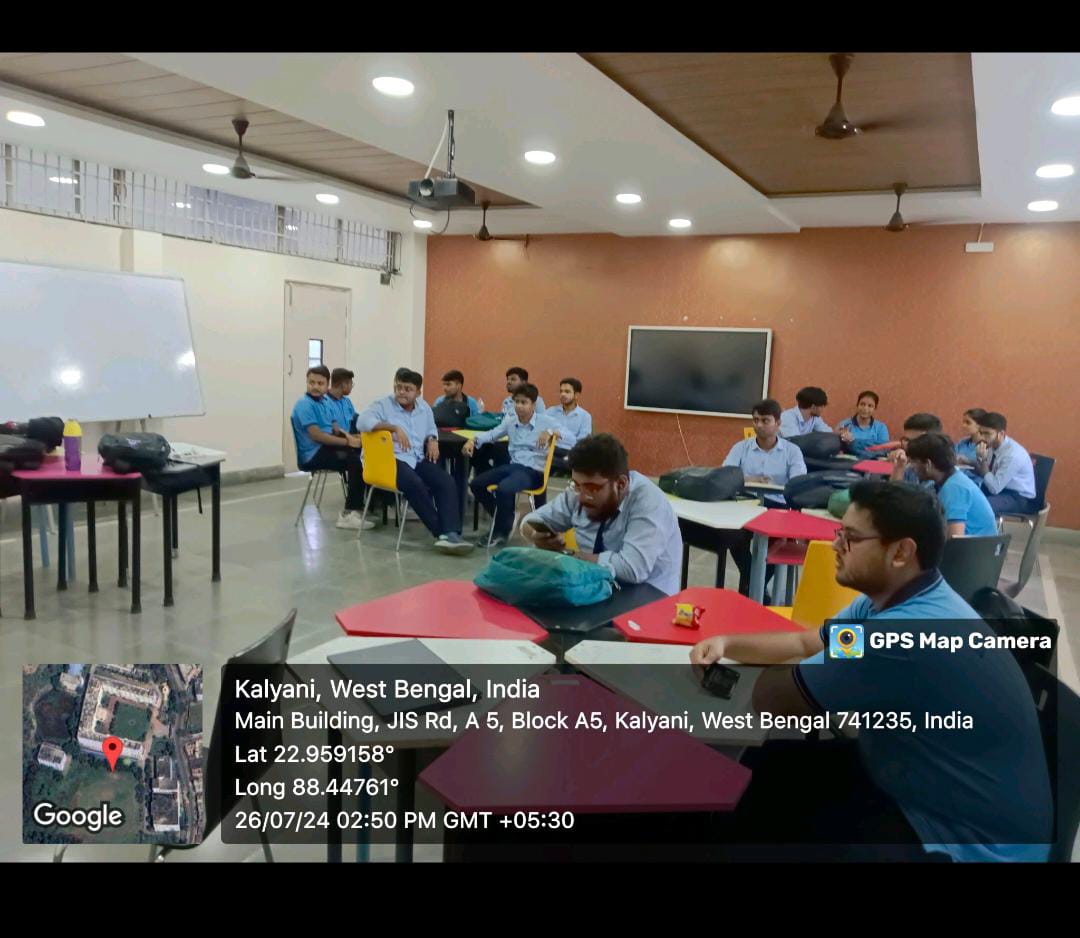 GPS Map Camera
Kalyani, West Bengal, India
Main Building, JIS Rd, A 5, Block A5, Kalyani, West Bengal 741235, India
Lat 22.959158°
Long 88.44761°
26/07/24 02:50 PM GMT +05:30
Google